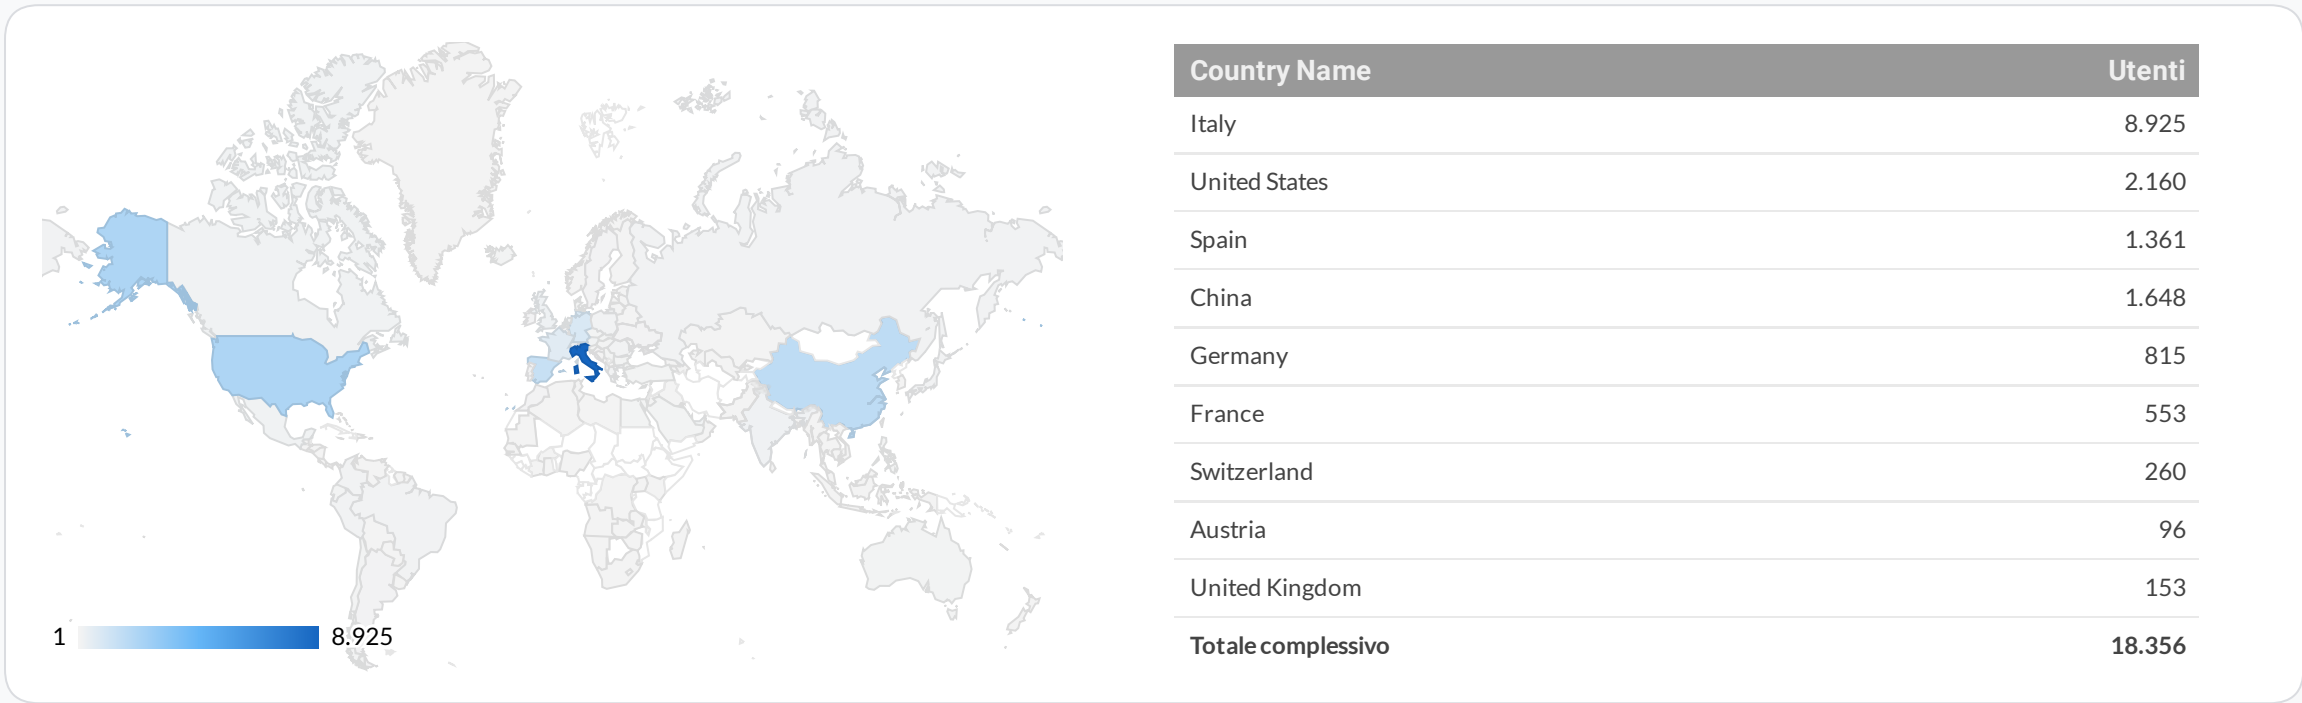 Country Name Utenti
Italy 8.925
United States 2.160
Spain 1.361
China 1.648
Germany 815
France 553
Switzerland 260
Austria 96
United Kingdom 153
Totale complessivo 18.356
1 8.925